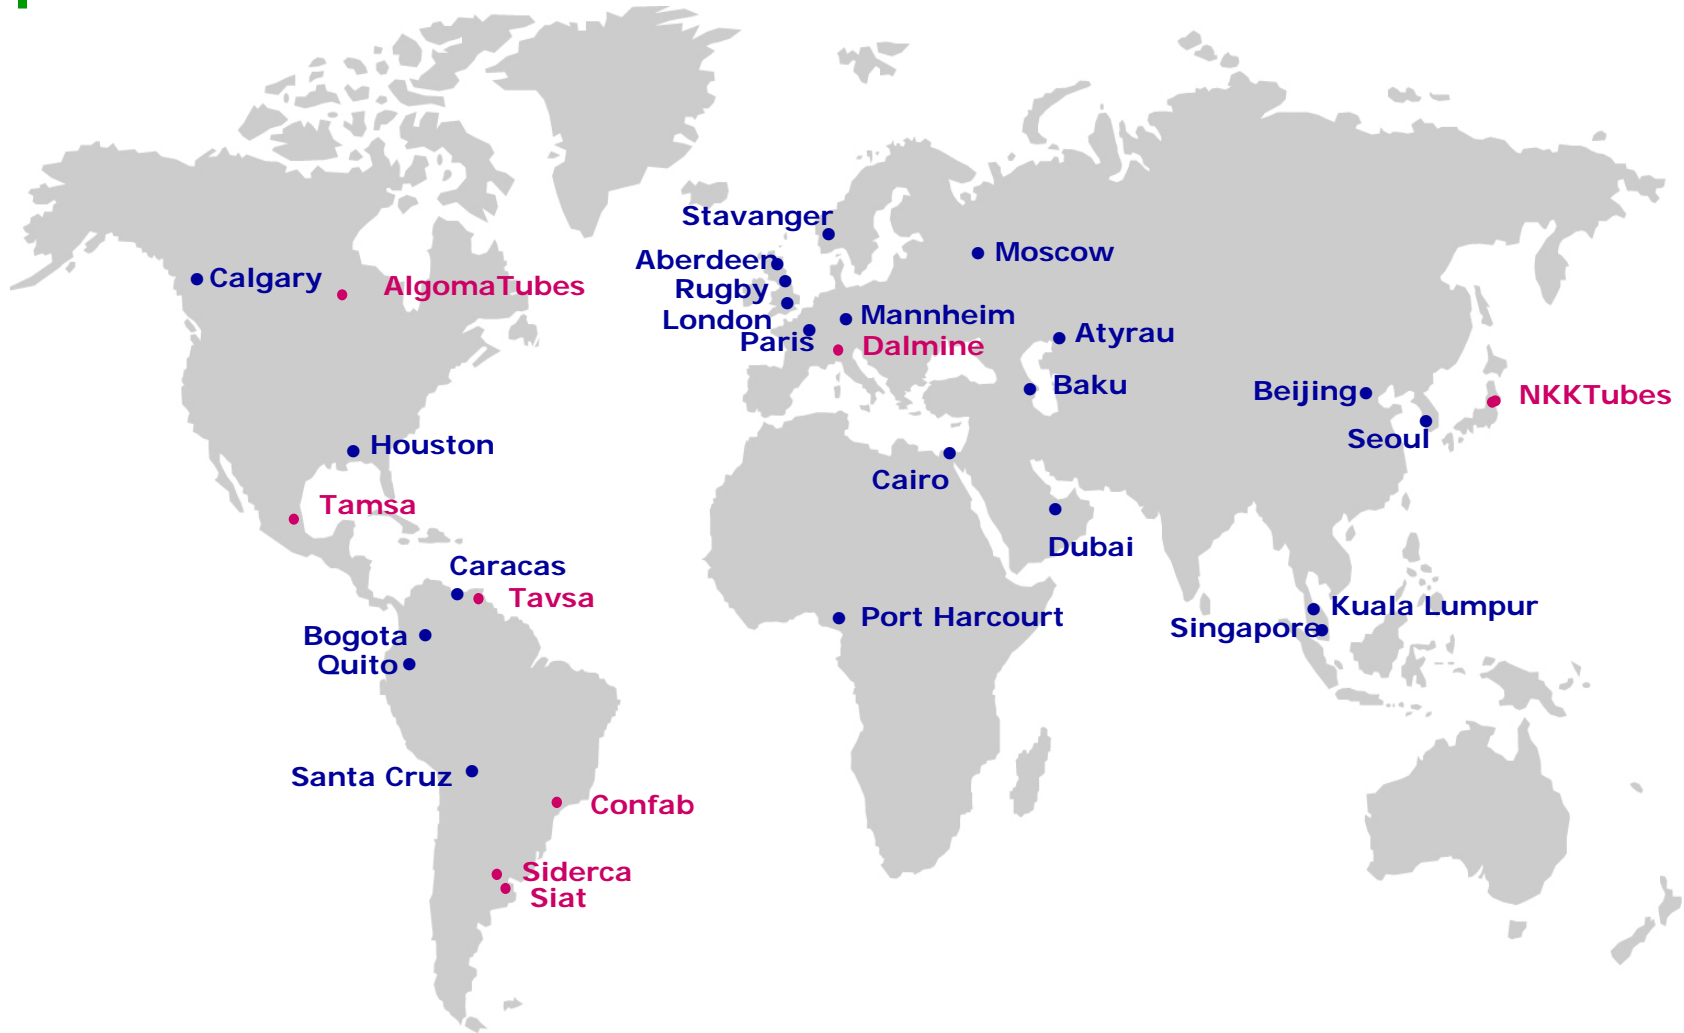 Stavanger
Aberdeen
Moscow
Calgary
AlgomaTubes
Rugby
London
Mannheim
Paris
Dalmine
Atyrau
Baku
Beijing
NKKTubes
Seoul
Houston
Cairo
Tamsa
Dubai
Caracas
Tavsa
Kuala Lumpur
Port Harcourt
Singapore
Bogota
Quito
Santa Cruz
Confab
Siderca
Siat